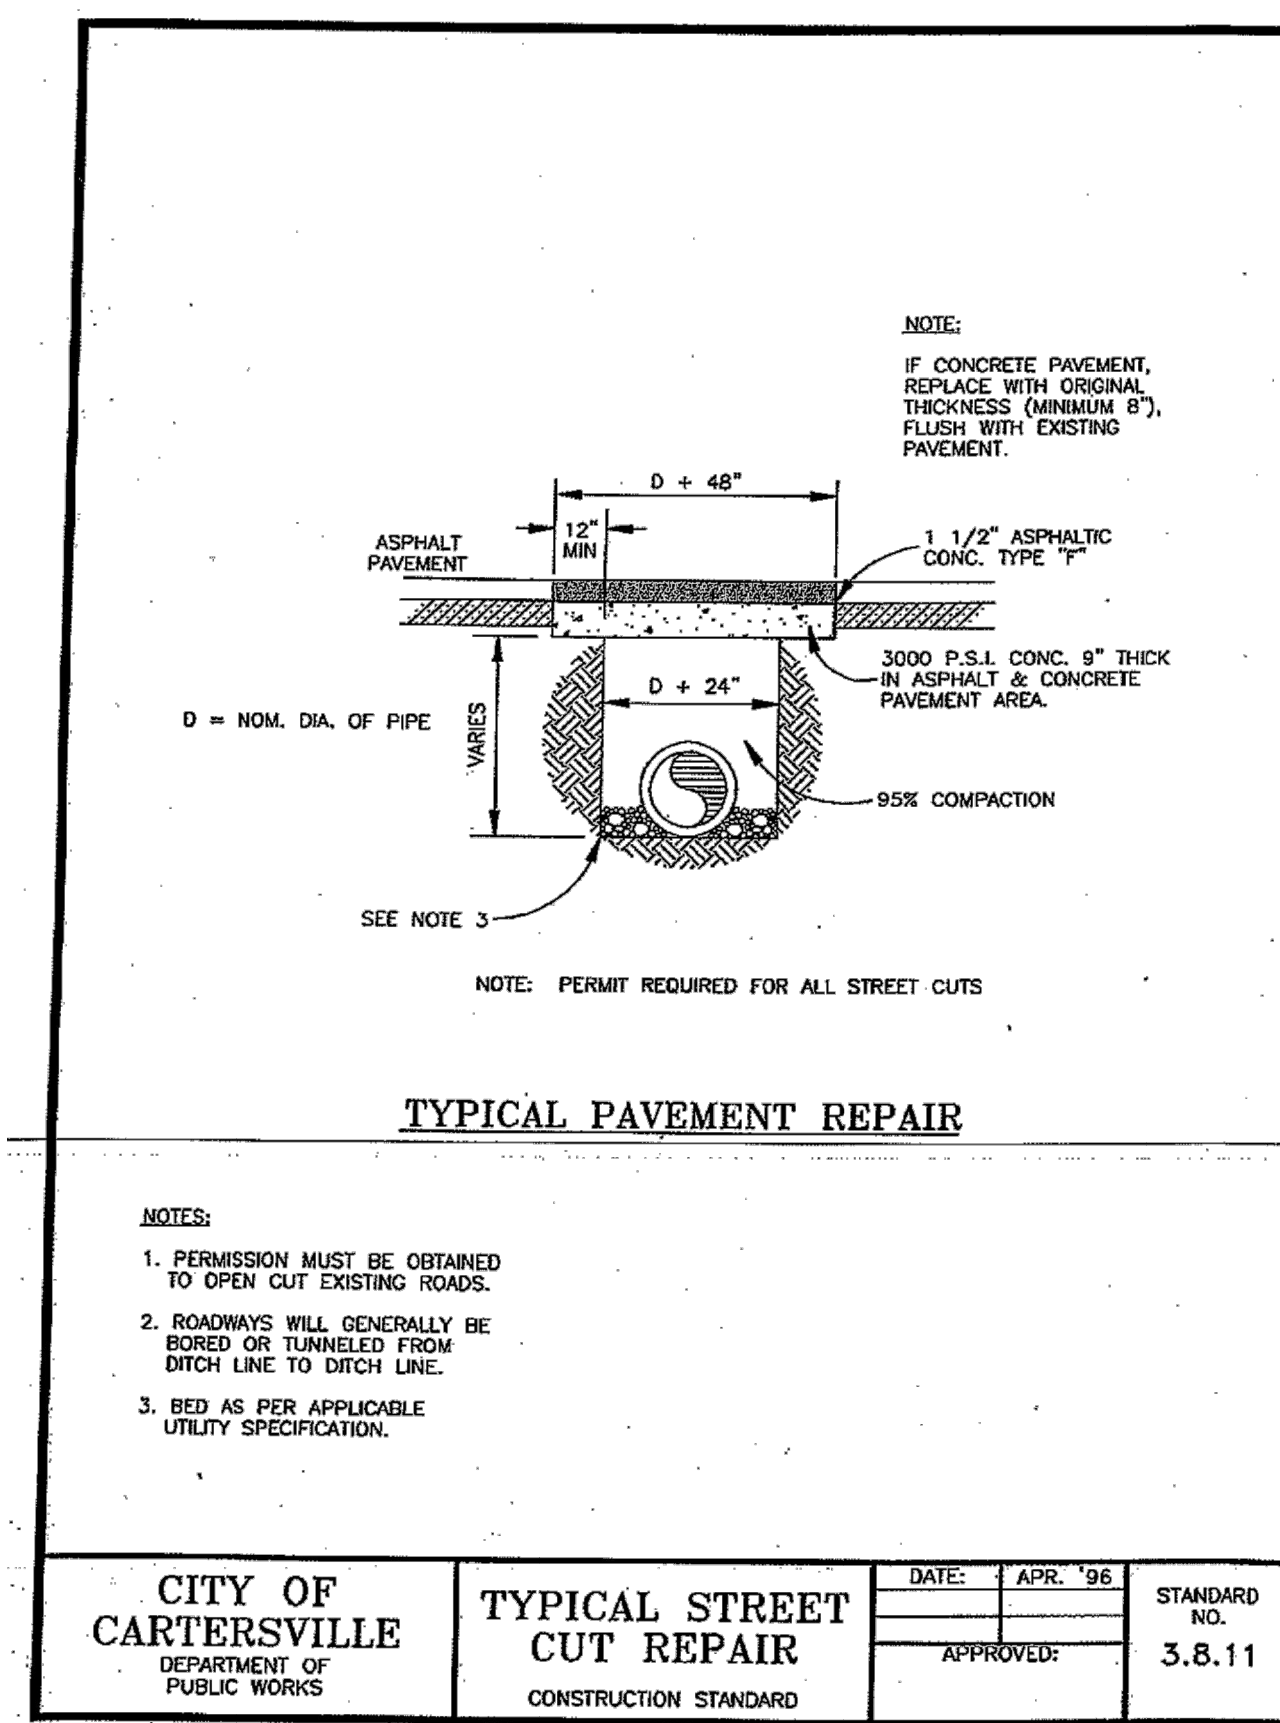 NOTE:
IF CONCRETE PAVEMENT,
REPLACE WITH ORIGINAL
THICKNESS (MINIMUM 8"),
FLUSH WITH EXISTING
PAVEMENT.
D + 48"
12"
MIN
ASPHALT
PAVEMENT
1 1/2" ASPHALTIC
CONC. TYPE "F"
3000 P.S.I. CONC. 9" THICK
IN ASPHALT & CONCRETE
PAVEMENT AREA.
D + 24"
D = NOM. DIA. OF PIPE
VARIES
95% COMPACTION
SEE NOTE 3
NOTE: PERMIT REQUIRED FOR ALL STREET CUTS
TYPICAL PAVEMENT REPAIR
NOTES:
1. PERMISSION MUST BE OBTAINED
TO OPEN CUT EXISTING ROADS.
2. ROADWAYS WILL GENERALLY BE
BORED OR TUNNELED FROM
DITCH LINE TO DITCH LINE.
3. BED AS PER APPLICABLE
UTILITY SPECIFICATION.
CITY OF
CARTERSVILLE
DEPARTMENT OF
PUBLIC WORKS
TYPICAL STREET
CUT REPAIR
CONSTRUCTION STANDARD
DATE: APR. '96
APPROVED:
STANDARD
NO.
3.8.11